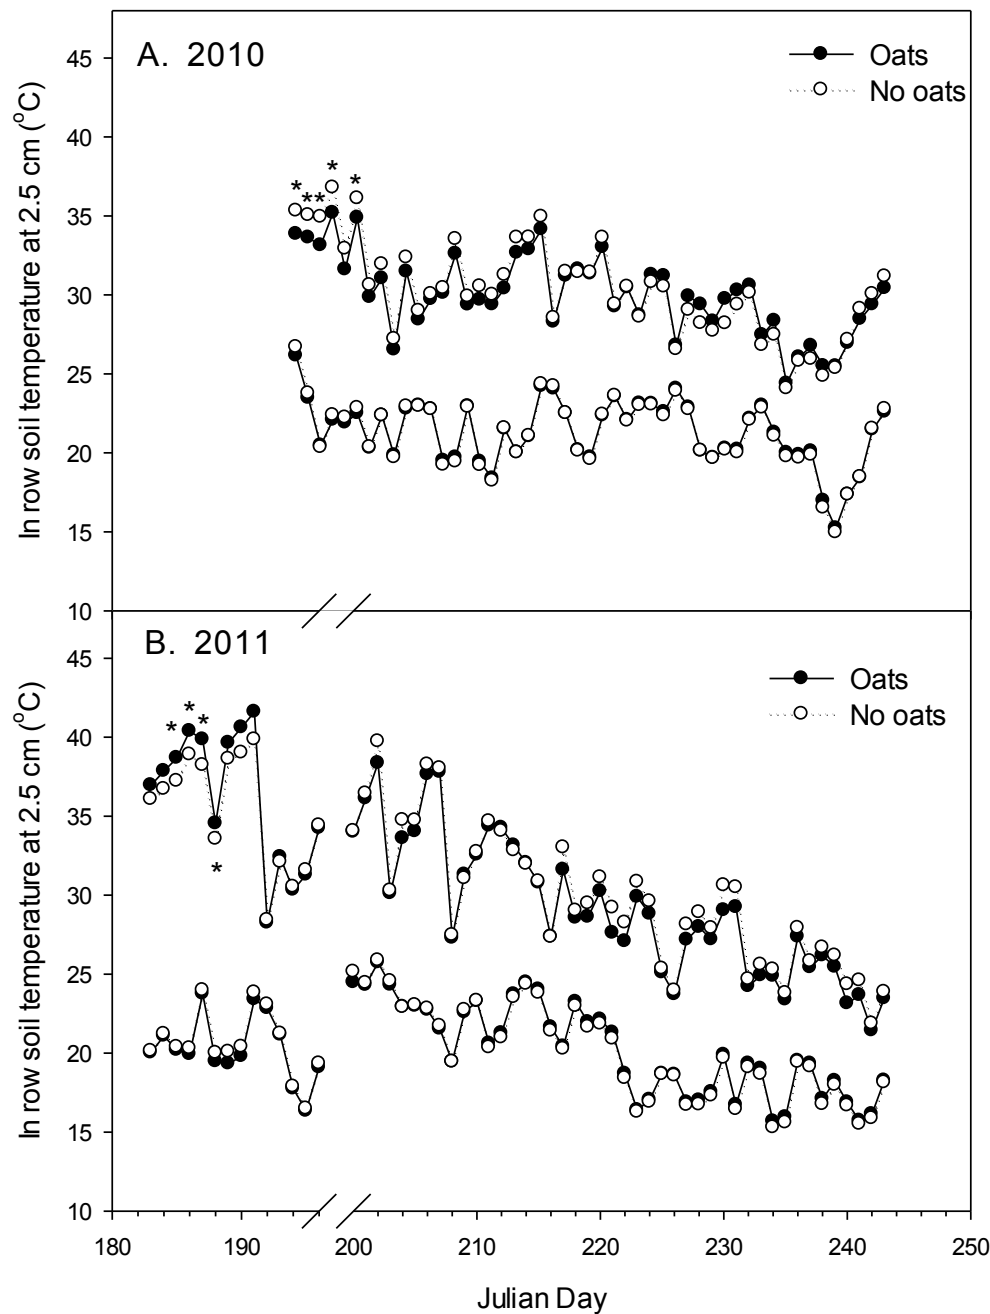 A. 2010
Oats
No oats
In row soil temperature at 2.5 cm (°C)
45
40
35
30
25
20
15
10
*
*
*
*
*
B. 2011
Oats
No oats
In row soil temperature at 2.5 cm (°C)
45
40
35
30
25
20
15
10
*
*
*
*
180 190 200 210 220 230 240 250
Julian Day